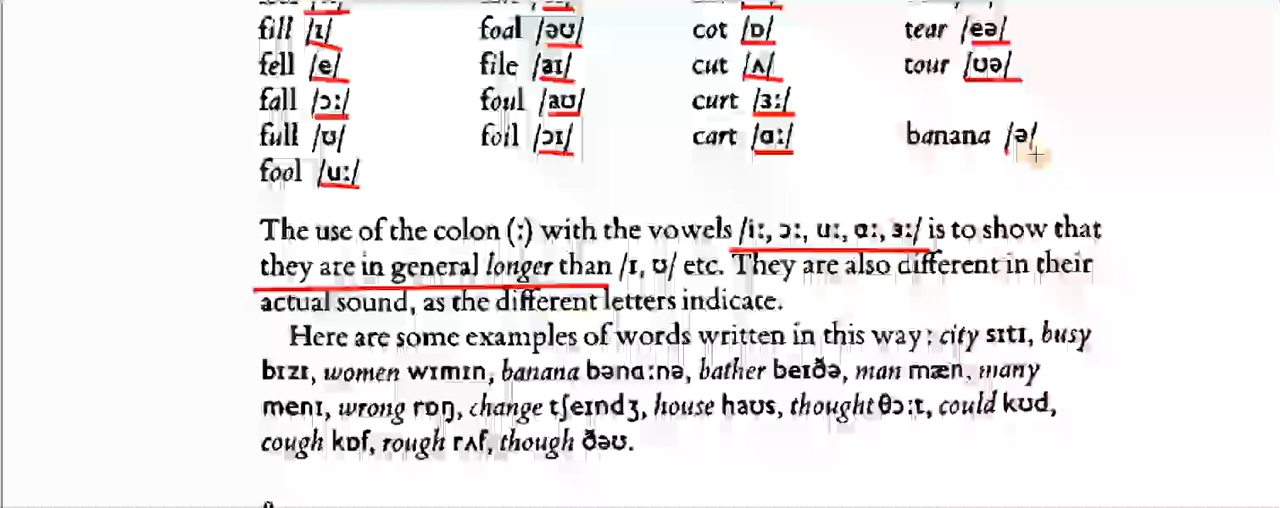 fill /ɪ/ foal /əʊ/ cot /ɒ/ tear /eə/
fell /e/ file /aɪ/ cut /ʌ/ tour /ʊə/
fall /ɔː/ foul /aʊ/ curt /ɜː/
full /ʊ/ foil /ɔɪ/ cart /ɑː/ banana /ə/
fool /uː/
The use of the colon (ː) with the vowels /iː, ɔː, uː, ɑː, ɜː/ is to show that
they are in general longer than /ɪ, ʊ/ etc. They are also different in their
actual sound, as the different letters indicate.
Here are some examples of words written in this way: city sɪtɪ, busy
bɪzɪ, women wɪmɪn, banana bənɑːnə, bather beɪðə, man mæn, many
menɪ, wrong rɒŋ, change tʃeɪndʒ, house haʊs, thought θɔːt, could kʊd,
cough kɒf, rough rʌf, though ðəʊ.